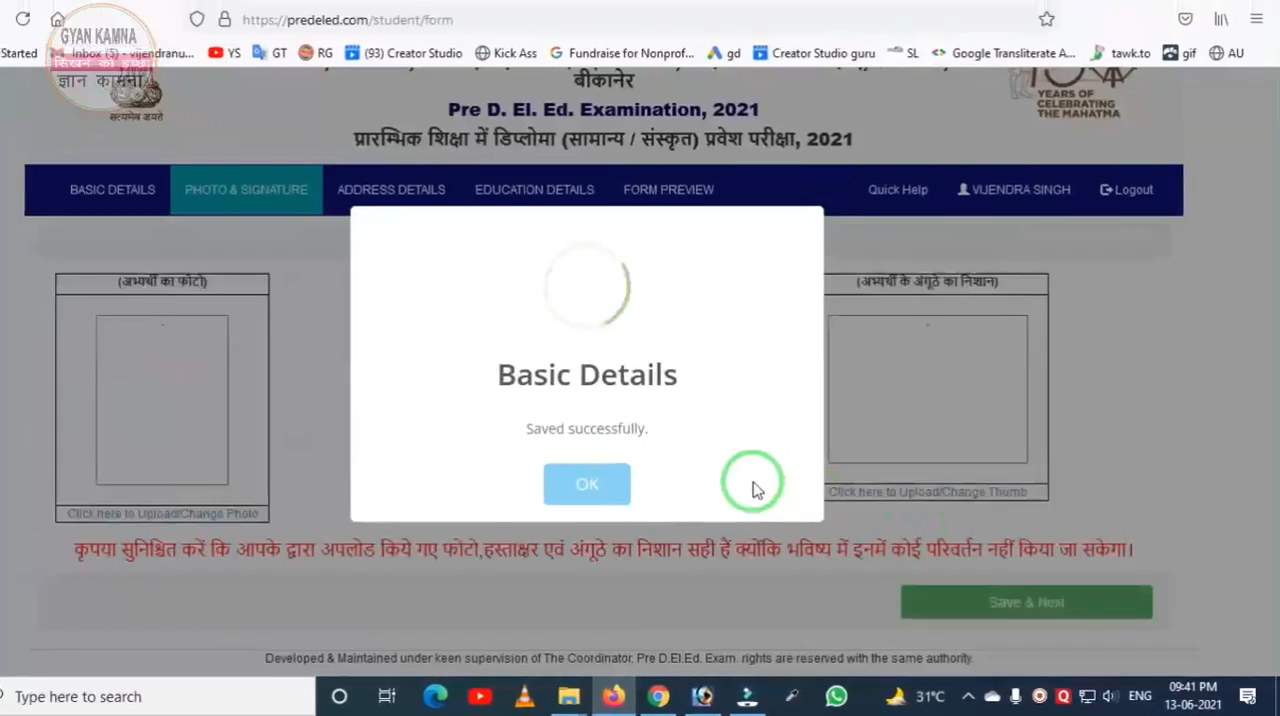 https://predeled.com/student/form
Started Inbox (9) - vijendranu... YS GT RG (93) Creator Studio Kick Ass Fundraise for Nonprof... gd Creator Studio guru SL Google Transliterate A... tawk.to gif AU
GYAN KAMNA
सिखने की इच्छा
ज्ञान कामना
सत्यमेव जयते
बीकानेर
Pre D. El. Ed. Examination, 2021
प्रारम्भिक शिक्षा में डिप्लोमा (सामान्य / संस्कृत) प्रवेश परीक्षा, 2021
YEARS OF
CELEBRATING
THE MAHATMA
BASIC DETAILS PHOTO & SIGNATURE ADDRESS DETAILS EDUCATION DETAILS FORM PREVIEW Quick Help VIJENDRA SINGH Logout
(अभ्यर्थी का फोटो)
(अभ्यर्थी के अंगूठे का निशान)
Basic Details
Saved successfully.
OK
Click here to Upload/Change Thumb
Click here to Upload/Change Photo
कृपया सुनिश्चित करें कि आपके द्वारा अपलोड किये गए फोटो,हस्ताक्षर एवं अंगूठे का निशान सही हैं क्योंकि भविष्य में इनमें कोई परिवर्तन नहीं किया जा सकेगा।
Save & Next
Developed & Maintained under keen supervision of The Coordinator, Pre D.El.Ed. Exam. rights are reserved with the same authority.
Type here to search
31°C ENG
09:41 PM
13-06-2021